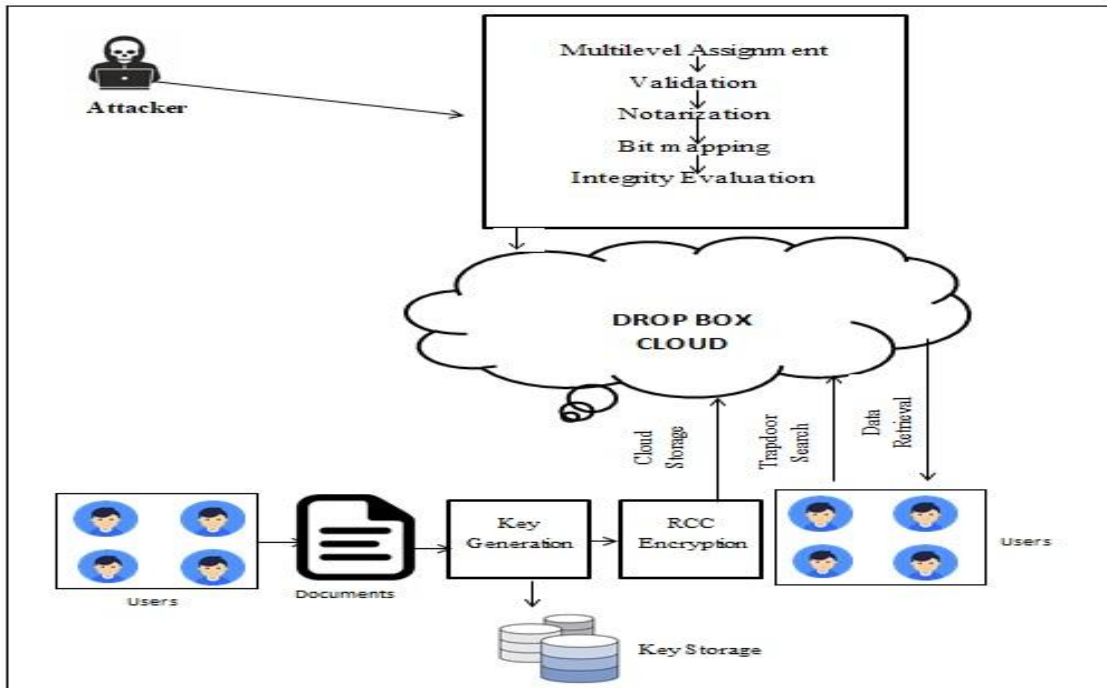 Multilevel Assignment
Validation
Notarization
Bit mapping
Integrity Evaluation
Attacker
DROP BOX
CLOUD
Cloud
Storage
Trapdoor
Search
Data
Retrieval
Users
Documents
Key
Generation
RCC
Encryption
Users
Key Storage